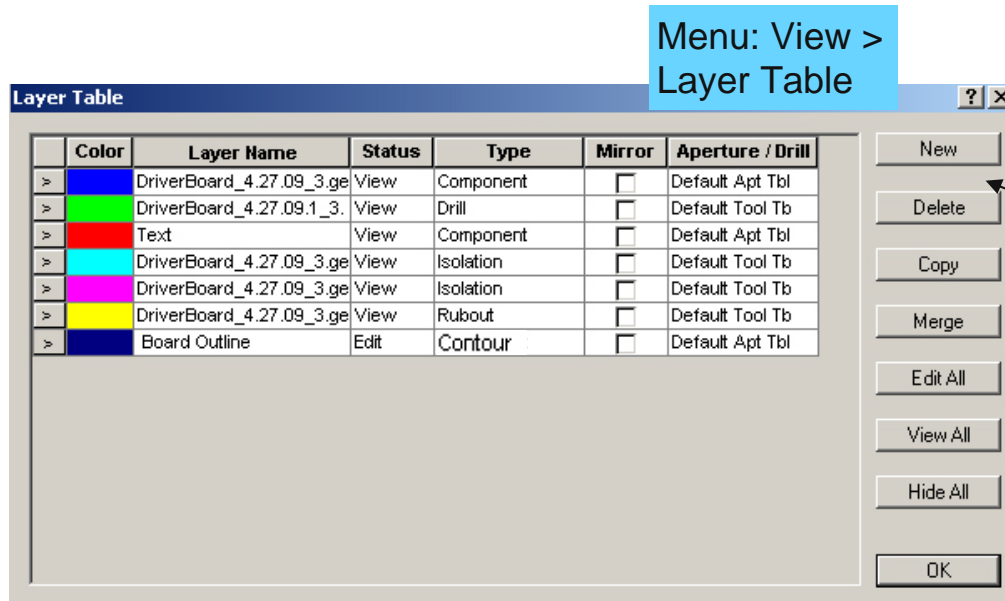 Menu: View >
Layer Table
Layer Table ? X
Color Layer Name Status Type Mirror Aperture / Drill
> DriverBoard_4.27.09_3.ge View Component Default Apt Tbl
> DriverBoard_4.27.09.1_3. View Drill Default Tool Tb
> Text View Component Default Apt Tbl
> DriverBoard_4.27.09_3.ge View Isolation Default Tool Tb
> DriverBoard_4.27.09_3.ge View Isolation Default Tool Tb
> DriverBoard_4.27.09_3.ge View Rubout Default Tool Tb
> Board Outline Edit Contour Default Apt Tbl
New
Delete
Copy
Merge
Edit All
View All
Hide All
OK